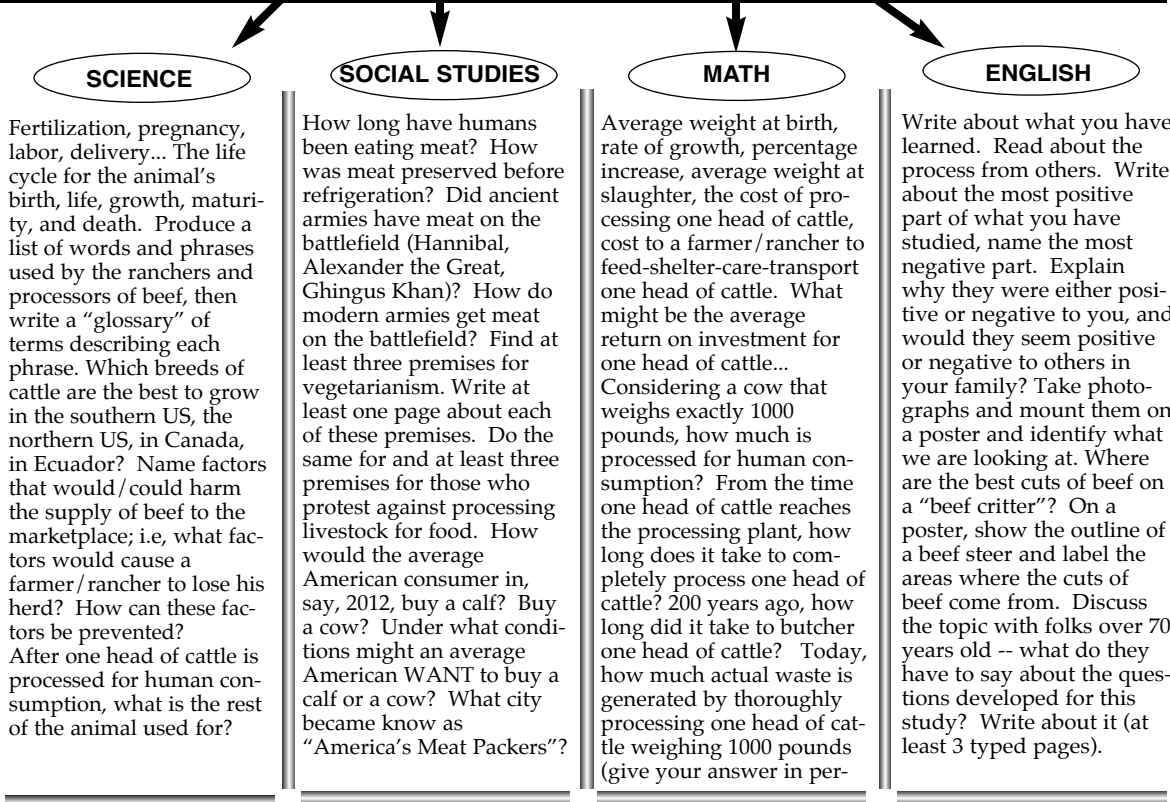 SCIENCE
Fertilization, pregnancy,
labor, delivery... The life
cycle for the animal's
birth, life, growth, maturi-
ty, and death.  Produce a
list of words and phrases
used by the ranchers and
processors of beef, then
write a "glossary" of
terms describing each
phrase. Which breeds of
cattle are the best to grow
in the southern US, the
northern US, in Canada,
in Ecuador?  Name factors
that would/could harm
the supply of beef to the
marketplace; i.e, what fac-
tors would cause a
farmer/rancher to lose his
herd?  How can these fac-
tors be prevented?
After one head of cattle is
processed for human con-
sumption, what is the rest
of the animal used for?
SOCIAL STUDIES
How long have humans
been eating meat?  How
was meat preserved before
refrigeration?  Did ancient
armies have meat on the
battlefield (Hannibal,
Alexander the Great,
Ghingus Khan)?  How do
modern armies get meat
on the battlefield?  Find at
least three premises for
vegetarianism. Write at
least one page about each
of these premises.  Do the
same for and at least three
premises for those who
protest against processing
livestock for food.  How
would the average
American consumer in,
say, 2012, buy a calf?  Buy
a cow?  Under what condi-
tions might an average
American WANT to buy a
calf or a cow?  What city
became know as
"America's Meat Packers"?
MATH
Average weight at birth,
rate of growth, percentage
increase, average weight at
slaughter, the cost of pro-
cessing one head of cattle,
cost to a farmer/rancher to
feed-shelter-care-transport
one head of cattle.  What
might be the average
return on investment for
one head of cattle...
Considering a cow that
weighs exactly 1000
pounds, how much is
processed for human con-
sumption?  From the time
one head of cattle reaches
the processing plant, how
long does it take to com-
pletely process one head of
cattle? 200 years ago, how
long did it take to butcher
one head of cattle?   Today,
how much actual waste is
generated by thoroughly
processing one head of cat-
tle weighing 1000 pounds
(give your answer in per-
ENGLISH
Write about what you have
learned.  Read about the
process from others.  Write
about the most positive
part of what you have
studied, name the most
negative part.  Explain
why they were either posi-
tive or negative to you, and
would they seem positive
or negative to others in
your family? Take photo-
graphs and mount them on
a poster and identify what
we are looking at. Where
are the best cuts of beef on
a "beef critter"?  On a
poster, show the outline of
a beef steer and label the
areas where the cuts of
beef come from.  Discuss
the topic with folks over 70
years old -- what do they
have to say about the ques-
tions developed for this
study?  Write about it (at
least 3 typed pages).